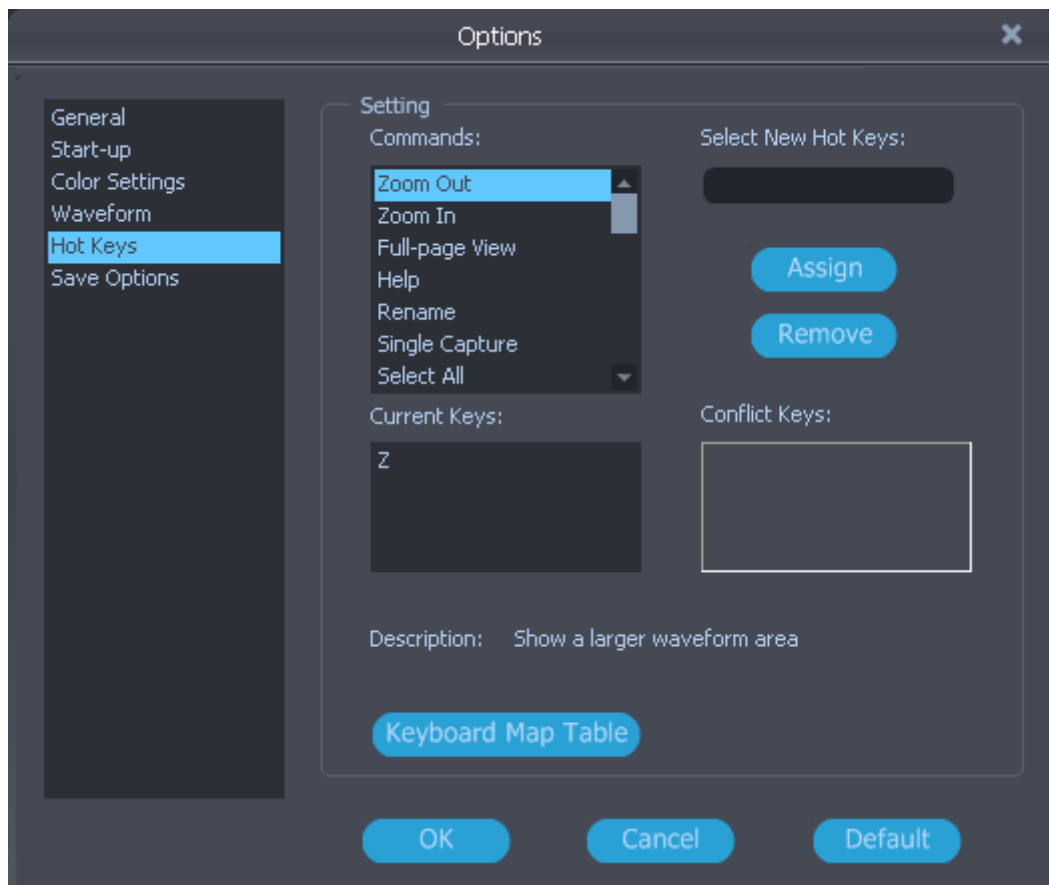 Options
General
Start-up
Color Settings
Waveform
Hot Keys
Save Options
Setting
Commands:
Zoom Out
Zoom In
Full-page View
Help
Rename
Single Capture
Select All
Select New Hot Keys:
Assign
Remove
Current Keys:
Z
Conflict Keys:
Description: Show a larger waveform area
Keyboard Map Table
OK
Cancel
Default